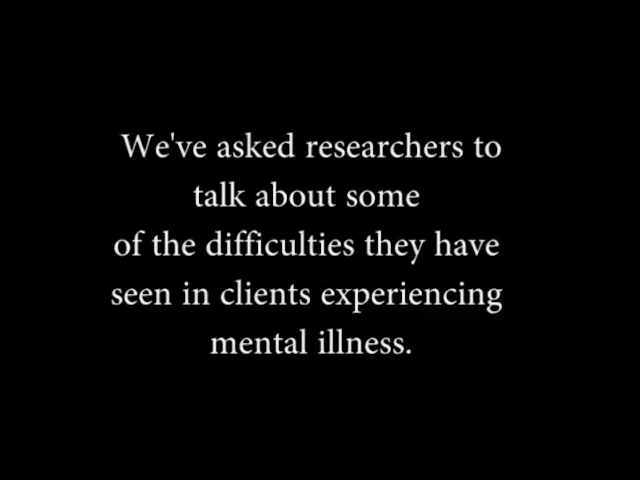 We've asked researchers to
talk about some
of the difficulties they have
seen in clients experiencing
mental illness.